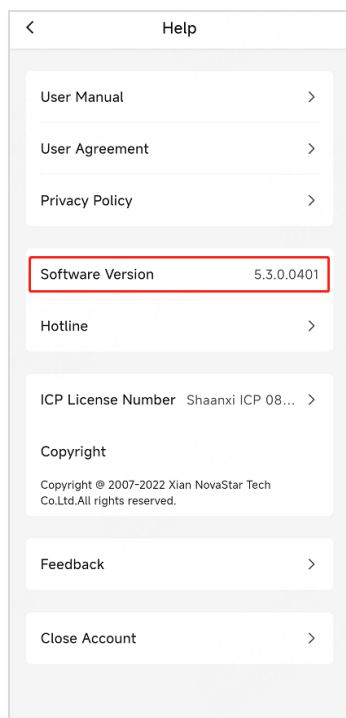 Help
User Manual
User Agreement
Privacy Policy
Software Version 5.3.0.0401
Hotline
ICP License Number Shaanxi ICP 08...
Copyright
Copyright @ 2007-2022 Xian NovaStar Tech
Co.Ltd.All rights reserved.
Feedback
Close Account